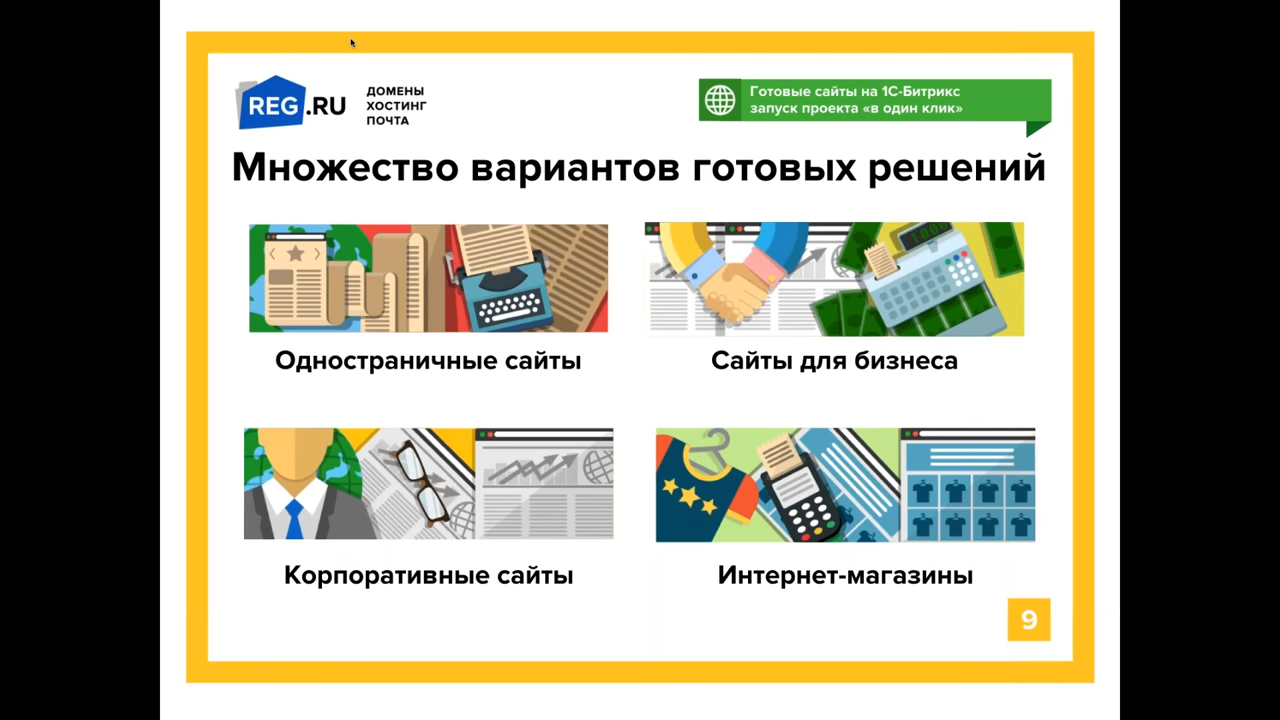 REG.RU
ДОМЕНЫ
ХОСТИНГ
ПОЧТА
Готовые сайты на 1С-Битрикс
запуск проекта «в один клик»
Множество вариантов готовых решений
Одностраничные сайты
Сайты для бизнеса
Корпоративные сайты
Интернет-магазины
9